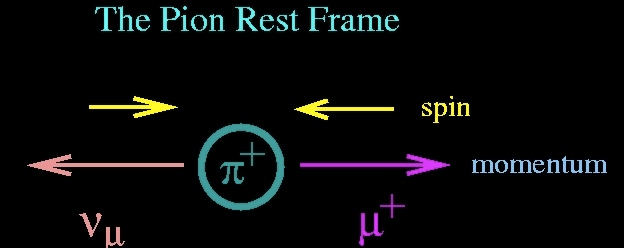 The Pion Rest Frame
spin
π⁺
momentum
νμ
μ⁺